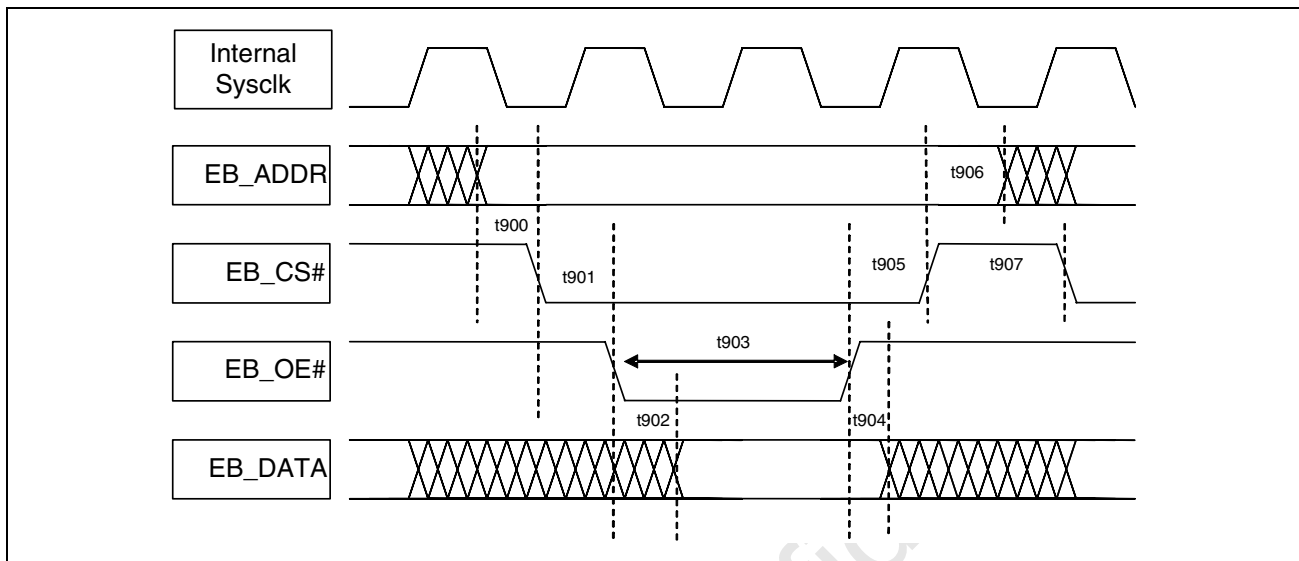 Internal
Sysclk
EB_ADDR
t906
t900
EB_CS#
t901
t905
t907
EB_OE#
t903
t902
t904
EB_DATA